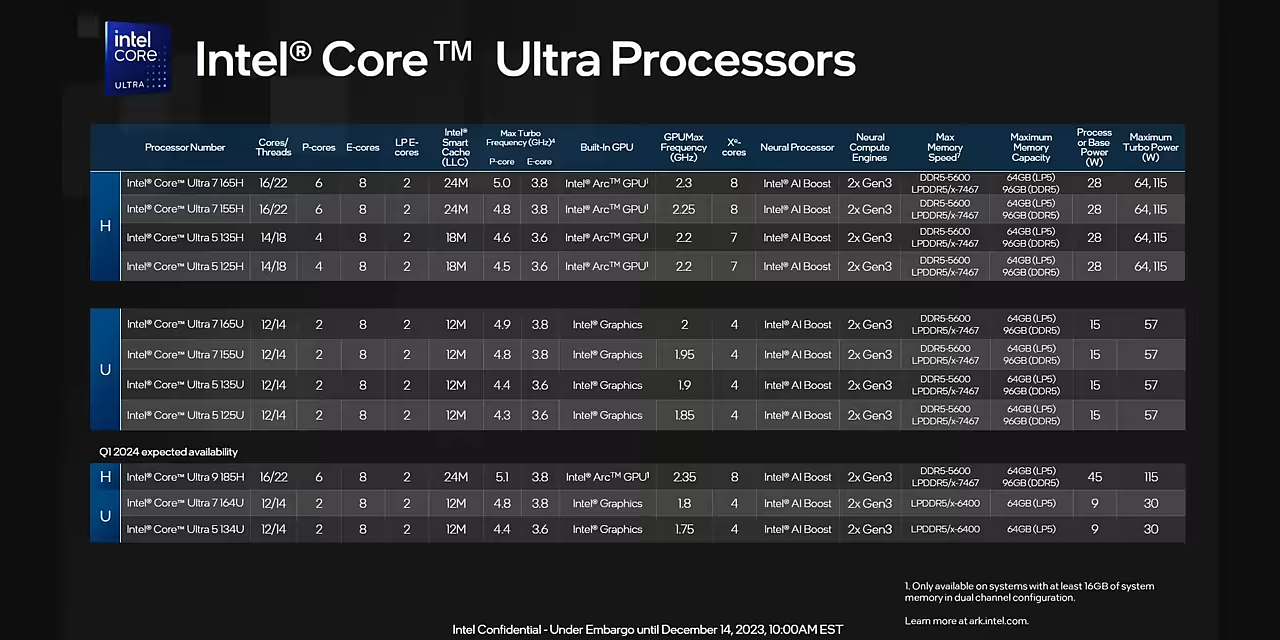 intel
CORE
ULTRA
Intel® Core™ Ultra Processors
Processor Number Cores/Threads P-cores E-cores LP E-cores Intel® Smart Cache (LLC) Max Turbo Frequency (GHz)⁴ P-core E-core Built-In GPU GPUMax Frequency (GHz) Xᵉ-cores Neural Processor Neural Compute Engines Max Memory Speed⁷ Maximum Memory Capacity Process or Base Power (W) Maximum Turbo Power (W)
H
Intel® Core™ Ultra 7 165H 16/22 6 8 2 24M 5.0 3.8 Intel® Arc™ GPU¹ 2.3 8 Intel® AI Boost 2x Gen3 DDR5-5600 LPDDR5/x-7467 64GB (LP5) 96GB (DDR5) 28 64, 115
Intel® Core™ Ultra 7 155H 16/22 6 8 2 24M 4.8 3.8 Intel® Arc™ GPU¹ 2.25 8 Intel® AI Boost 2x Gen3 DDR5-5600 LPDDR5/x-7467 64GB (LP5) 96GB (DDR5) 28 64, 115
Intel® Core™ Ultra 5 135H 14/18 4 8 2 18M 4.6 3.6 Intel® Arc™ GPU¹ 2.2 7 Intel® AI Boost 2x Gen3 DDR5-5600 LPDDR5/x-7467 64GB (LP5) 96GB (DDR5) 28 64, 115
Intel® Core™ Ultra 5 125H 14/18 4 8 2 18M 4.5 3.6 Intel® Arc™ GPU¹ 2.2 7 Intel® AI Boost 2x Gen3 DDR5-5600 LPDDR5/x-7467 64GB (LP5) 96GB (DDR5) 28 64, 115
U
Intel® Core™ Ultra 7 165U 12/14 2 8 2 12M 4.9 3.8 Intel® Graphics 2 4 Intel® AI Boost 2x Gen3 DDR5-5600 LPDDR5/x-7467 64GB (LP5) 96GB (DDR5) 15 57
Intel® Core™ Ultra 7 155U 12/14 2 8 2 12M 4.8 3.8 Intel® Graphics 1.95 4 Intel® AI Boost 2x Gen3 DDR5-5600 LPDDR5/x-7467 64GB (LP5) 96GB (DDR5) 15 57
Intel® Core™ Ultra 5 135U 12/14 2 8 2 12M 4.4 3.6 Intel® Graphics 1.9 4 Intel® AI Boost 2x Gen3 DDR5-5600 LPDDR5/x-7467 64GB (LP5) 96GB (DDR5) 15 57
Intel® Core™ Ultra 5 125U 12/14 2 8 2 12M 4.3 3.6 Intel® Graphics 1.85 4 Intel® AI Boost 2x Gen3 DDR5-5600 LPDDR5/x-7467 64GB (LP5) 96GB (DDR5) 15 57
Q1 2024 expected availability
H
Intel® Core™ Ultra 9 185H 16/22 6 8 2 24M 5.1 3.8 Intel® Arc™ GPU¹ 2.35 8 Intel® AI Boost 2x Gen3 DDR5-5600 LPDDR5/x-7467 64GB (LP5) 96GB (DDR5) 45 115
U
Intel® Core™ Ultra 7 164U 12/14 2 8 2 12M 4.8 3.8 Intel® Graphics 1.8 4 Intel® AI Boost 2x Gen3 LPDDR5/x-6400 64GB (LP5) 9 30
Intel® Core™ Ultra 5 134U 12/14 2 8 2 12M 4.4 3.6 Intel® Graphics 1.75 4 Intel® AI Boost 2x Gen3 LPDDR5/x-6400 64GB (LP5) 9 30
1. Only available on systems with at least 16GB of system
memory in dual channel configuration.
Learn more at ark.intel.com.
Intel Confidential - Under Embargo until December 14, 2023, 10:00AM EST